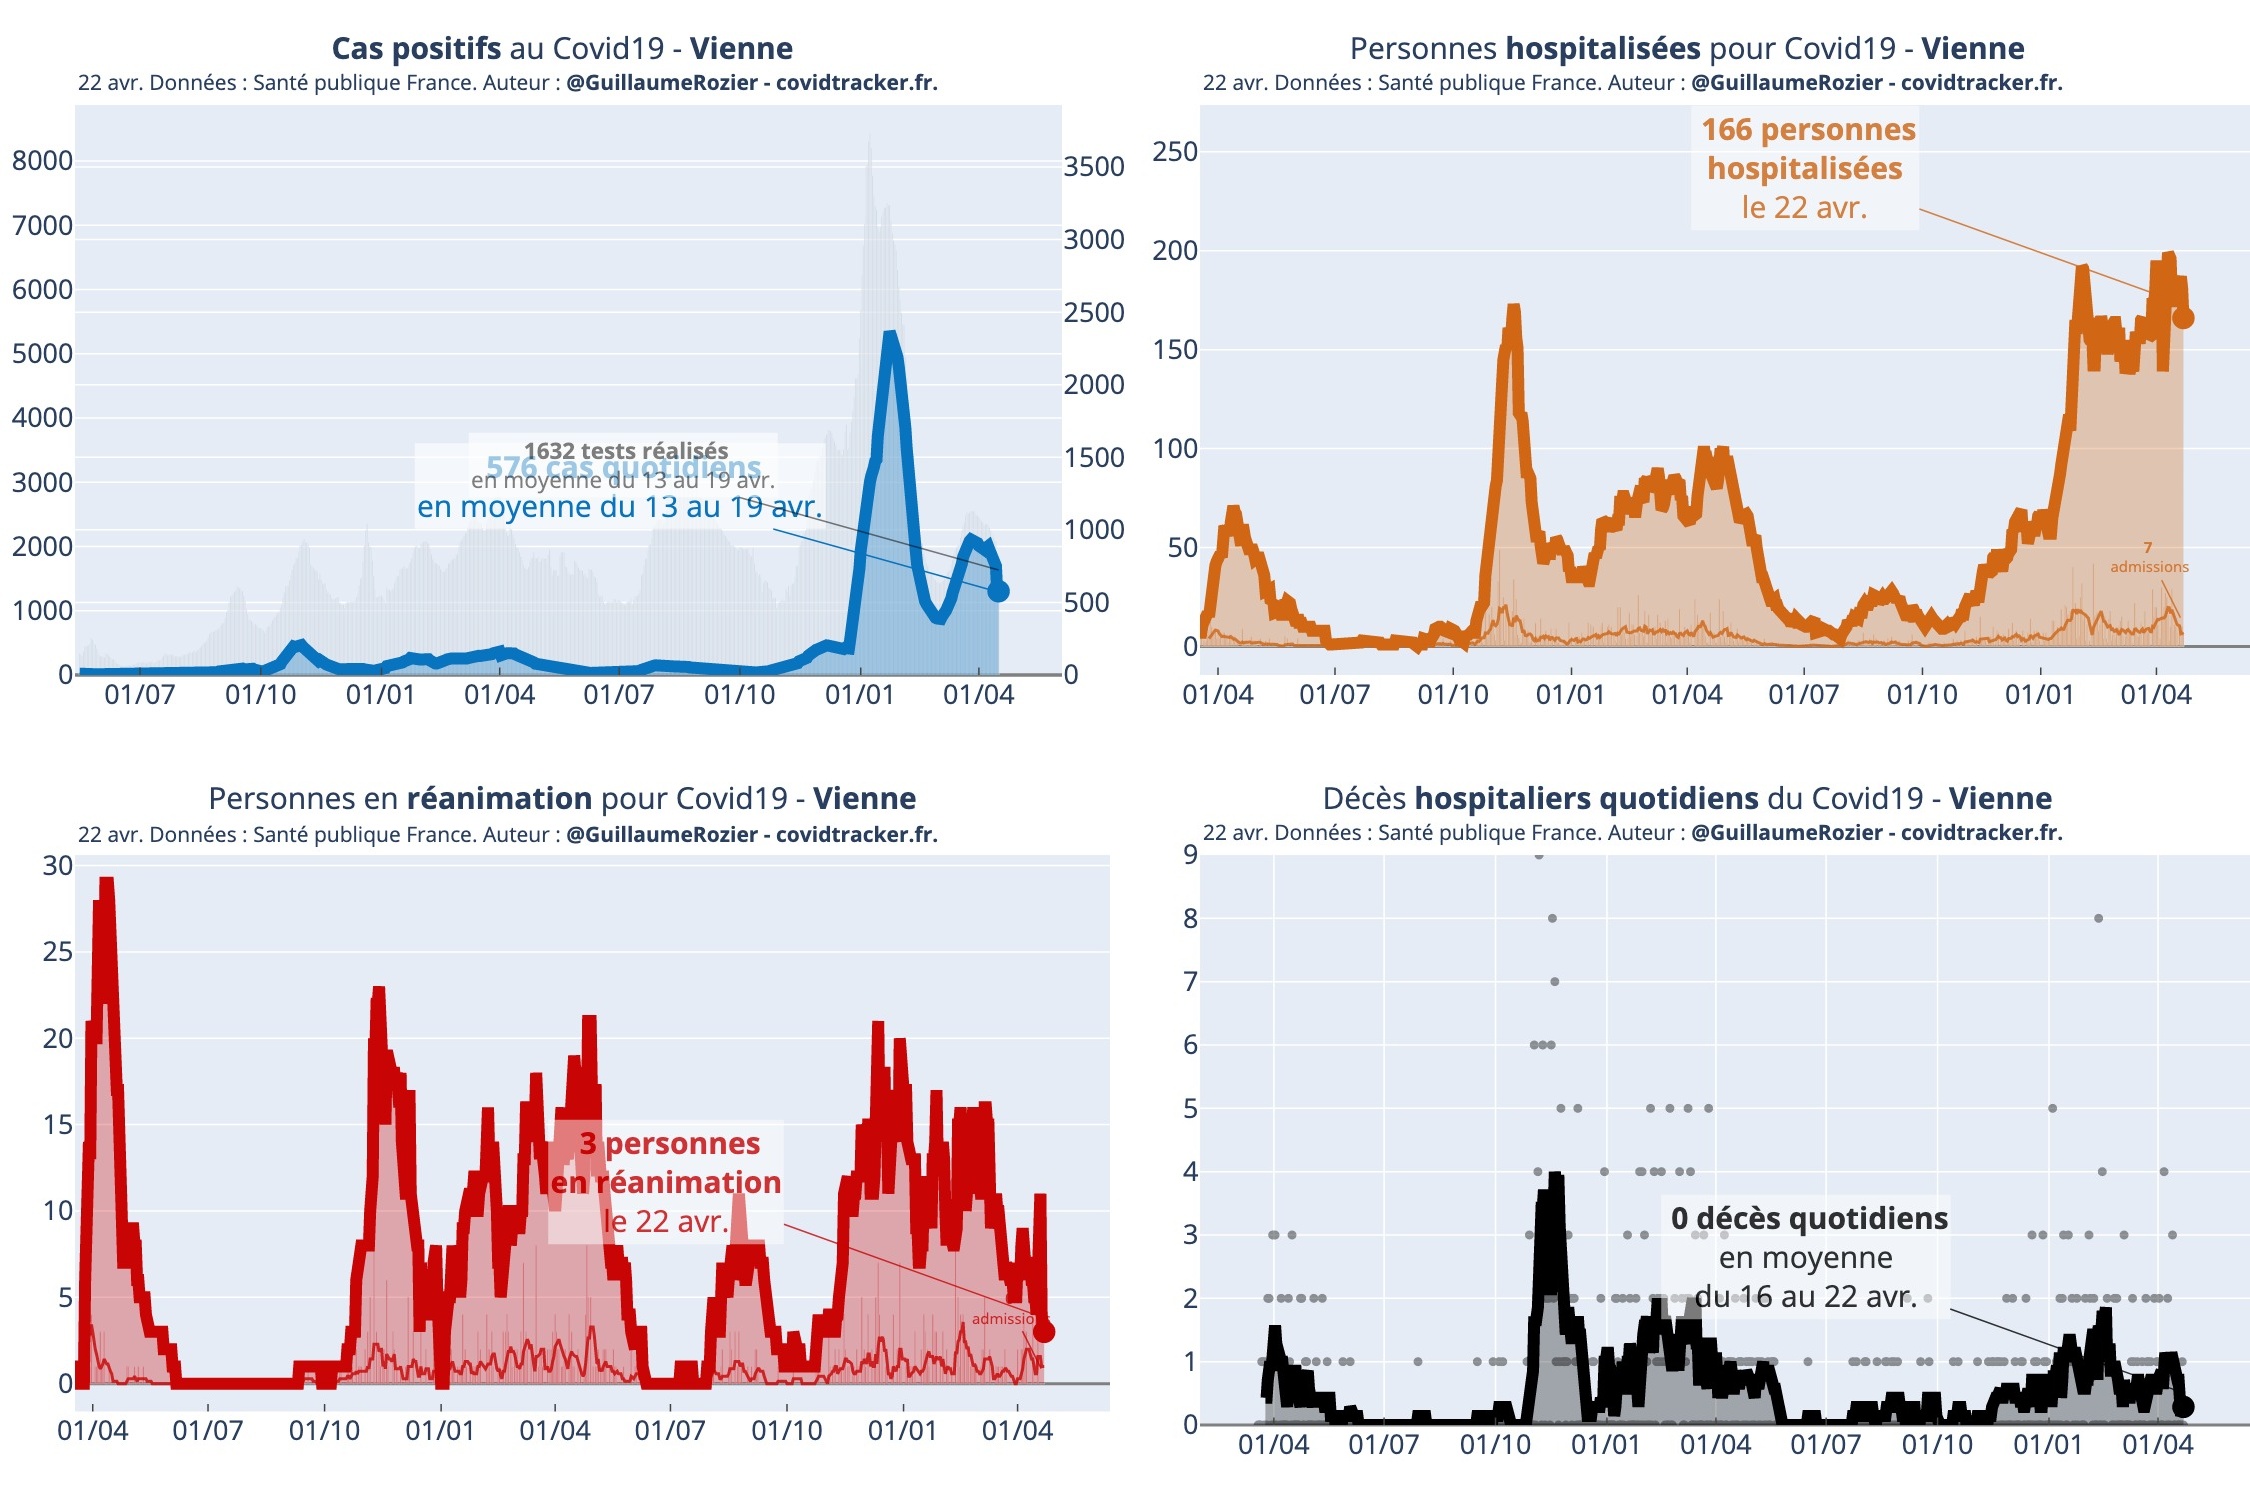 Cas positifs au Covid19 - Vienne
22 avr. Données : Santé publique France. Auteur : @GuillaumeRozier - covidtracker.fr.
8000
7000
6000
5000
4000
3000
2000
1000
0
3500
3000
2500
2000
1500
1000
500
0
1632 tests réalisés
en moyenne du 13 au 19 avr.
576 cas quotidiens
en moyenne du 13 au 19 avr.
01/07 01/10 01/01 01/04 01/07 01/10 01/01 01/04
Personnes hospitalisées pour Covid19 - Vienne
22 avr. Données : Santé publique France. Auteur : @GuillaumeRozier - covidtracker.fr.
250
200
150
100
50
0
166 personnes
hospitalisées
le 22 avr.
7
admissions
01/04 01/07 01/10 01/01 01/04 01/07 01/10 01/01 01/04
Personnes en réanimation pour Covid19 - Vienne
22 avr. Données : Santé publique France. Auteur : @GuillaumeRozier - covidtracker.fr.
30
25
20
15
10
5
0
3 personnes
en réanimation
le 22 avr.
01/04 01/07 01/10 01/01 01/04 01/07 01/10 01/01 01/04
Décès hospitaliers quotidiens du Covid19 - Vienne
22 avr. Données : Santé publique France. Auteur : @GuillaumeRozier - covidtracker.fr.
9
8
7
6
5
4
3
2
1
0
0 décès quotidiens
en moyenne
du 16 au 22 avr.
01/04 01/07 01/10 01/01 01/04 01/07 01/10 01/01 01/04